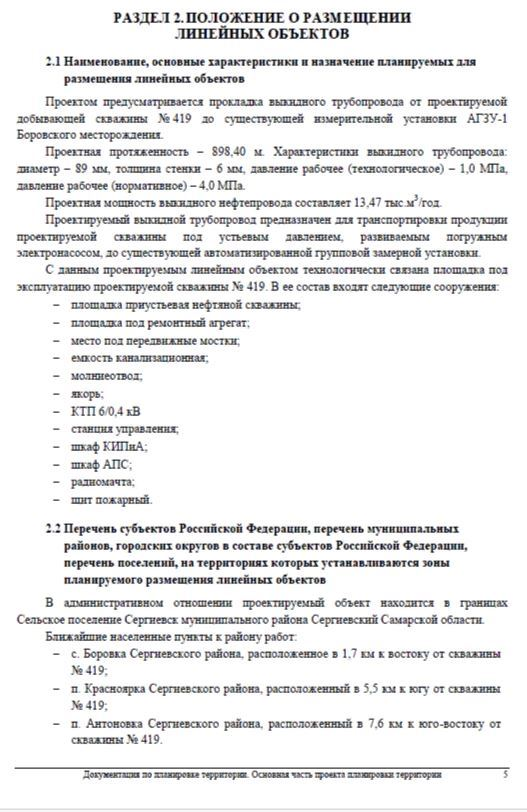 РАЗДЕЛ 2. ПОЛОЖЕНИЕ О РАЗМЕЩЕНИИ
ЛИНЕЙНЫХ ОБЪЕКТОВ
2.1 Наименование, основные характеристики и назначение планируемых для
размещения линейных объектов
Проектом предусматривается прокладка выкидного трубопровода от проектируемой
добывающей скважины № 419 до существующей измерительной установки АГЗУ-1
Боровского месторождения.
Проектная протяженность – 898,40 м. Характеристики выкидного трубопровода:
диаметр – 89 мм, толщина стенки – 6 мм, давление рабочее (технологическое) – 1,0 МПа,
давление рабочее (нормативное) – 4,0 МПа.
Проектная мощность выкидного нефтепровода составляет 13,47 тыс.м³/год.
Проектируемый выкидной трубопровод предназначен для транспортировки продукции
проектируемой скважины под устьевым давлением, развиваемым погружным
электронасосом, до существующей автоматизированной групповой замерной установки.
С данным проектируемым линейным объектом технологически связана площадка под
эксплуатацию проектируемой скважины № 419. В ее состав входят следующие сооружения:
– площадка приустьевая нефтяной скважины;
– площадка под ремонтный агрегат;
– место под передвижные мостки;
– емкость канализационная;
– молниеотвод;
– якорь;
– КТП 6/0,4 кВ
– станция управления;
– шкаф КИПиА;
– шкаф АПС;
– радиомачта;
– щит пожарный.
2.2 Перечень субъектов Российской Федерации, перечень муниципальных
районов, городских округов в составе субъектов Российской Федерации,
перечень поселений, на территориях которых устанавливаются зоны
планируемого размещения линейных объектов
В административном отношении проектируемый объект находится в границах
Сельское поселение Сергиевск муниципального района Сергиевский Самарской области.
Ближайшие населенные пункты к району работ:
– с. Боровка Сергиевского района, расположенное в 1,7 км к востоку от скважины
№ 419;
– п. Красноярка Сергиевского района, расположенный в 5,5 км к югу от скважины
№ 419;
– п. Антоновка Сергиевского района, расположенный в 7,6 км к юго-востоку от
скважины № 419.
Документация по планировке территории. Основная часть проекта планировки территории 5